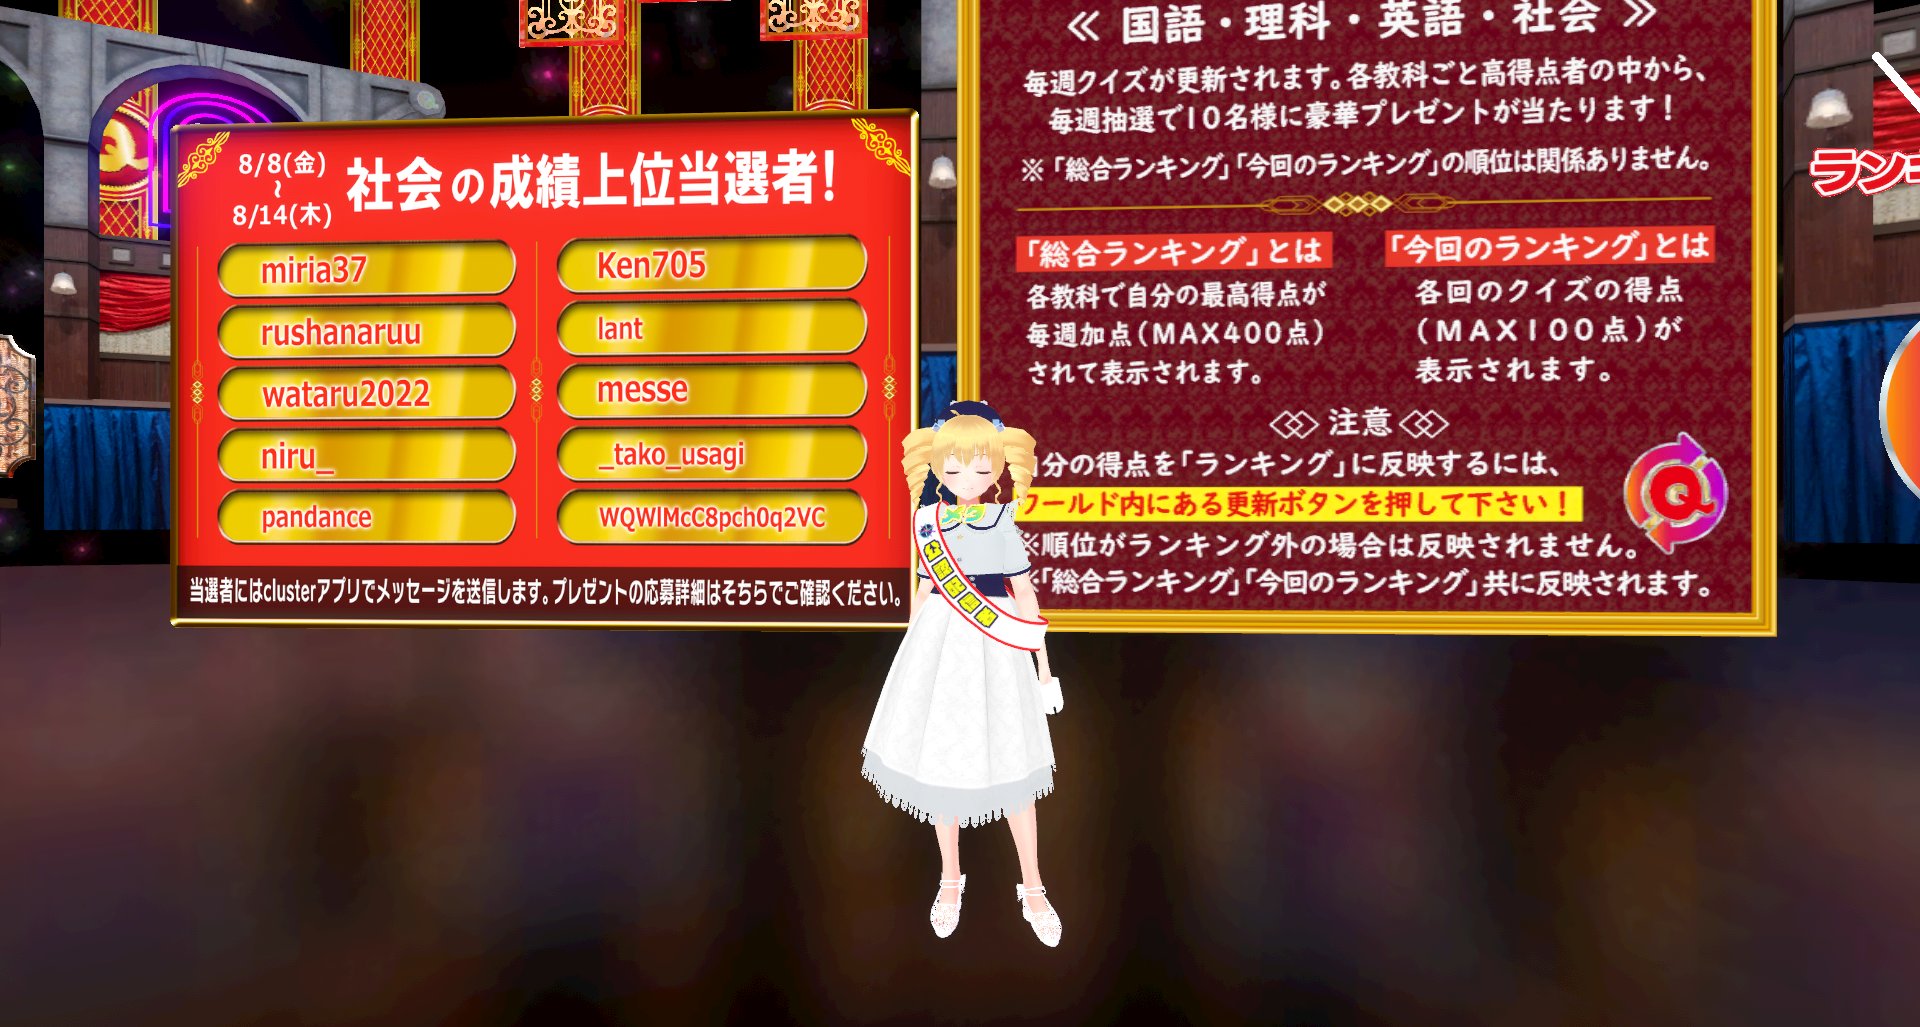 8/8(金)
～
8/14(木)
社会の成績上位当選者!
miria37
Ken705
rushanaruu
lant
wataru2022
messe
niru_
_tako_usagi
pandance
WQWIMcC8pch0q2VC
当選者にはclusterアプリでメッセージを送信します。プレゼントの応募詳細はそちらでご確認ください。
≪ 国語・理科・英語・社会 ≫
毎週クイズが更新されます。各教科ごと高得点者の中から、
毎週抽選で10名様に豪華プレゼントが当たります!
※「総合ランキング」「今回のランキング」の順位は関係ありません。
「総合ランキング」とは
各教科で自分の最高得点が
毎週加点(MAX400点)
されて表示されます。
「今回のランキング」とは
各回のクイズの得点
(MAX100点)が
表示されます。
注意
分の得点を「ランキング」に反映するには、
ワールド内にある更新ボタンを押して下さい!
※順位がランキング外の場合は反映されません。
※「総合ランキング」「今回のランキング」共に反映されます。
Q
メタ
ラン